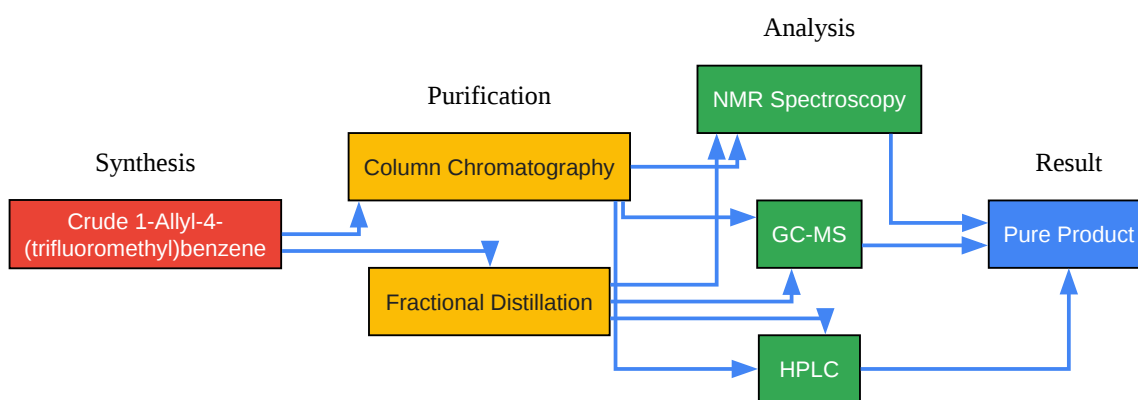 Synthesis
Crude 1-Allyl-4-
(trifluoromethyl)benzene
Purification
Column Chromatography
Fractional Distillation
Analysis
NMR Spectroscopy
GC-MS
HPLC
Result
Pure Product